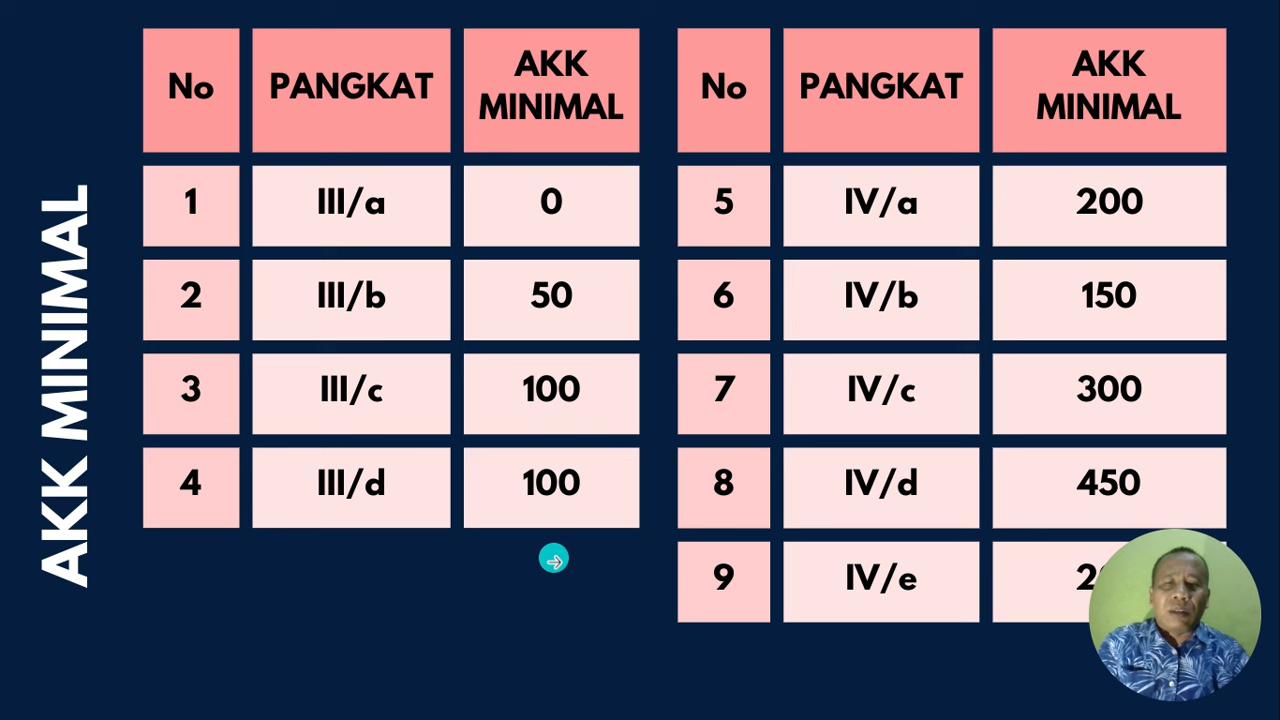 AKK MINIMAL
No PANGKAT AKK MINIMAL
1 III/a 0
2 III/b 50
3 III/c 100
4 III/d 100
No PANGKAT AKK MINIMAL
5 IV/a 200
6 IV/b 150
7 IV/c 300
8 IV/d 450
9 IV/e